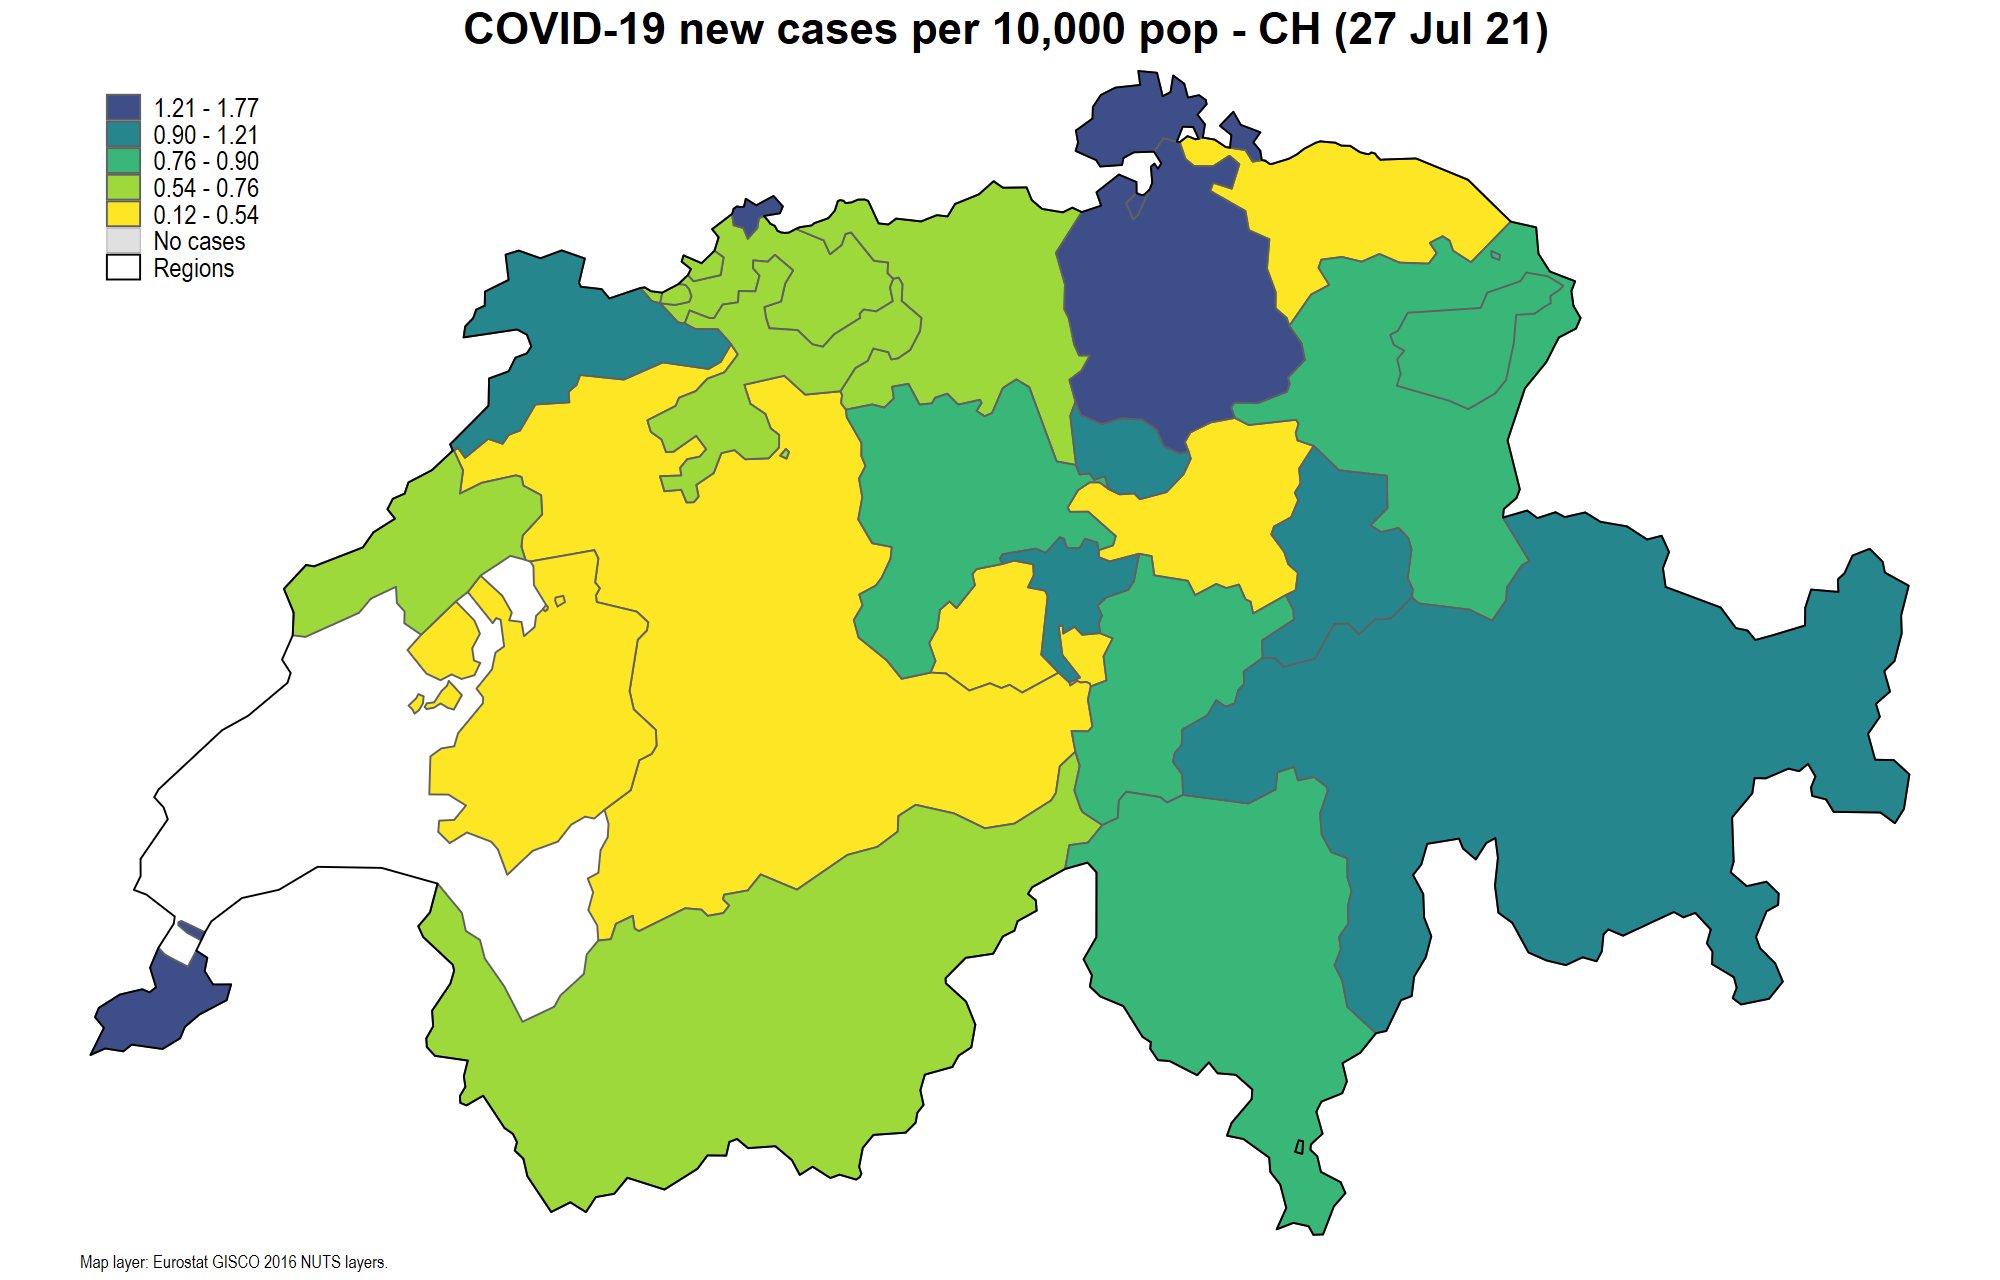 COVID-19 new cases per 10,000 pop - CH (27 Jul 21)
1.21 - 1.77
0.90 - 1.21
0.76 - 0.90
0.54 - 0.76
0.12 - 0.54
No cases
Regions
Map layer: Eurostat GISCO 2016 NUTS layers.